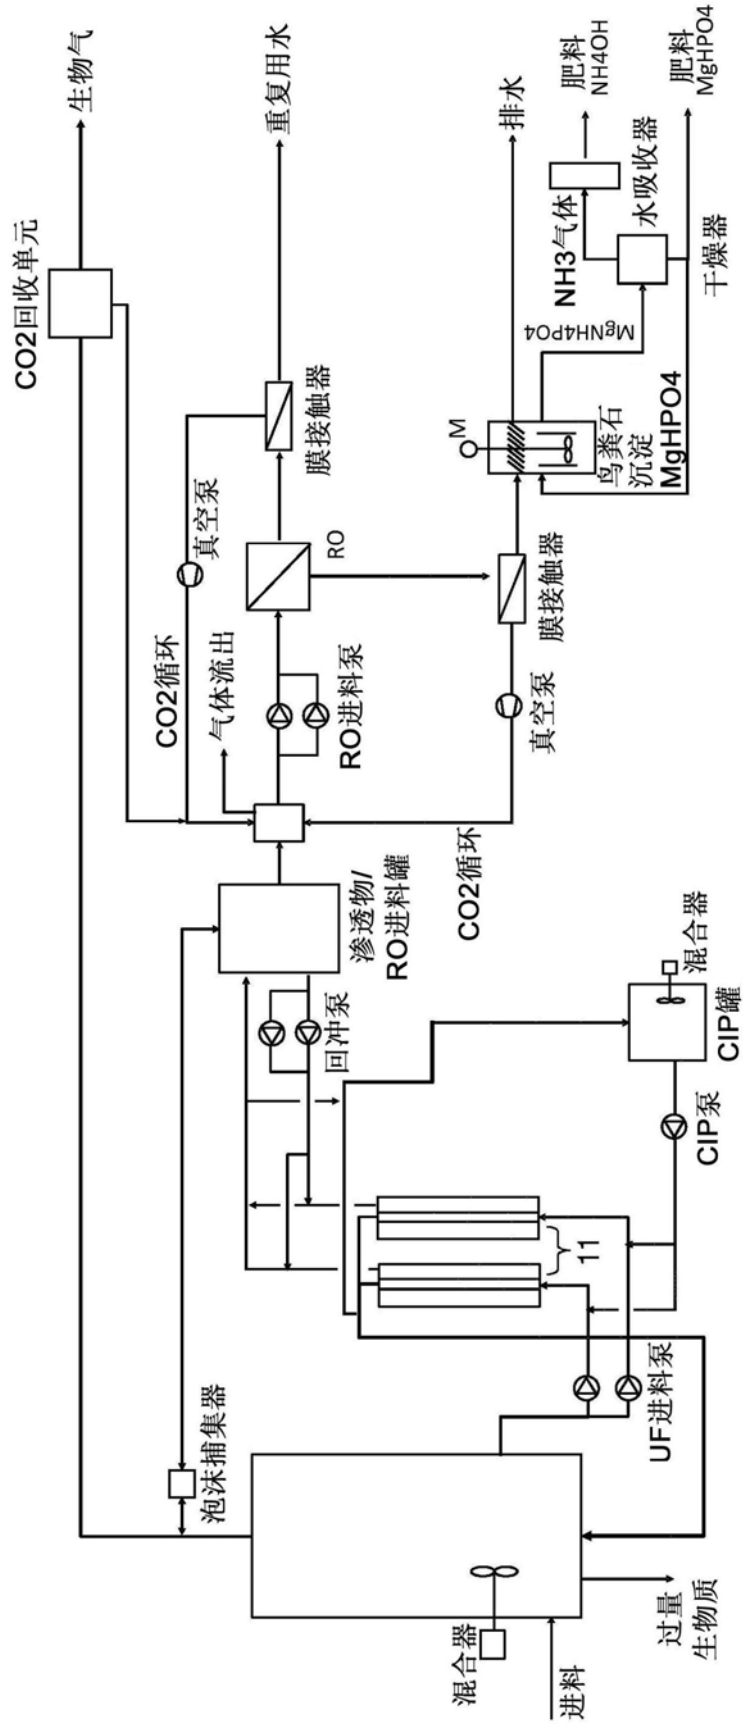 生物气
CO2回收单元
重复用水
膜接触器
真空泵
CO2循环
气体流出
RO
RO进料泵
排水
肥料
NH4OH
肥料
MgHPO4
水吸收器
NH3气体
干燥器
MgNH4PO4
M
鸟粪石
沉淀
MgHPO4
膜接触器
真空泵
CO2循环
渗透物/
RO进料罐
回冲泵
混合器
CIP罐
CIP泵
11
UF进料泵
泡沫捕集器
混合器
进料
过量
生物质